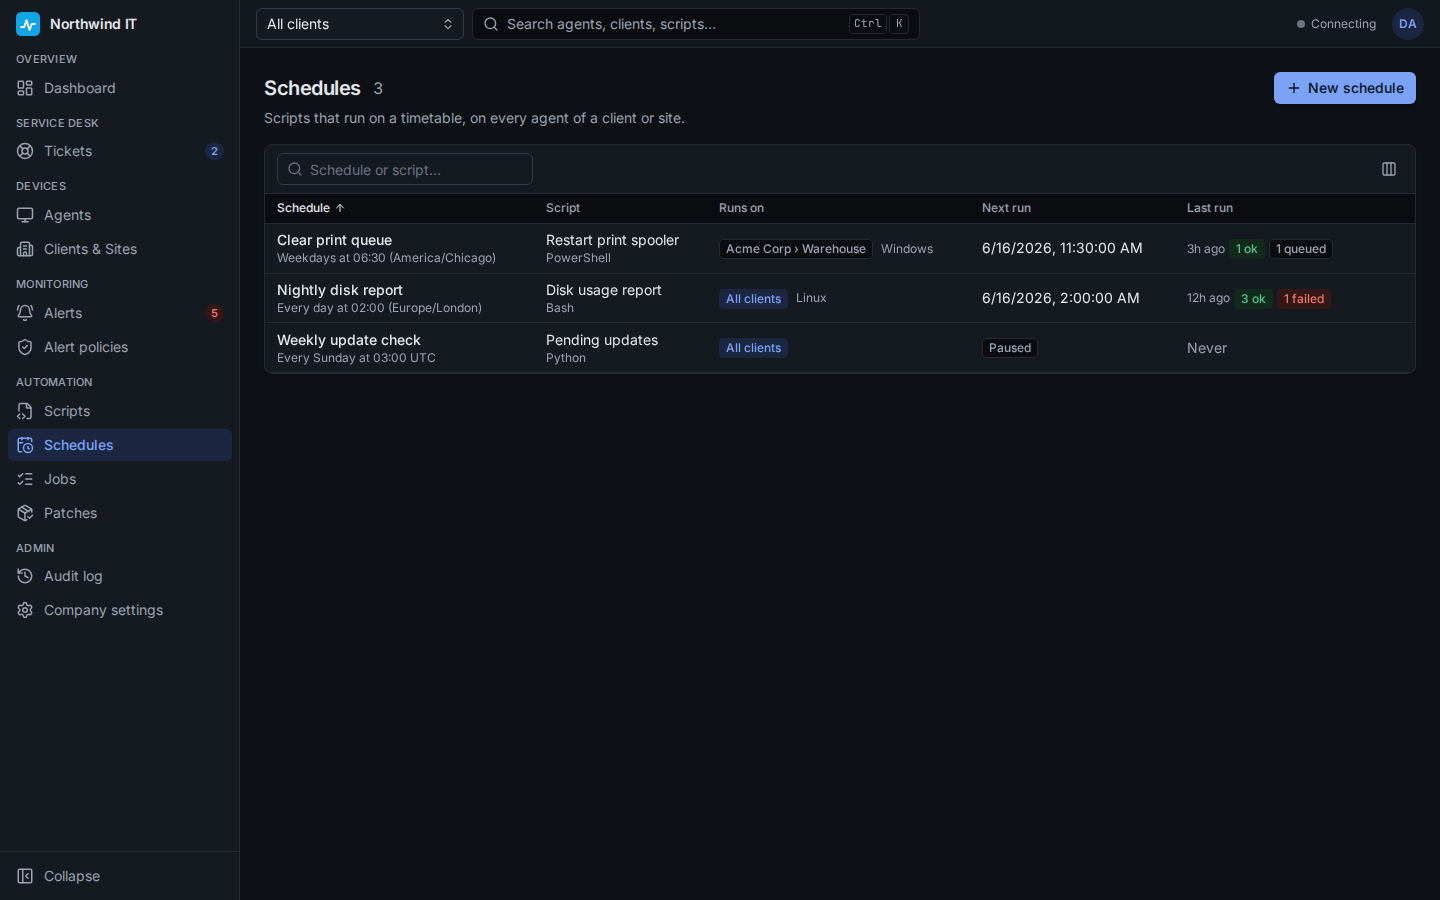 Northwind IT
All clients
Search agents, clients, scripts...
Ctrl K
Connecting
DA
OVERVIEW
Dashboard
SERVICE DESK
Tickets 2
DEVICES
Agents
Clients & Sites
MONITORING
Alerts 5
Alert policies
AUTOMATION
Scripts
Schedules
Jobs
Patches
ADMIN
Audit log
Company settings
Collapse
Schedules 3
New schedule
Scripts that run on a timetable, on every agent of a client or site.
Schedule or script...
Schedule ↑ Script Runs on Next run Last run
Clear print queue Restart print spooler Acme Corp › Warehouse Windows 6/16/2026, 11:30:00 AM 3h ago 1 ok 1 queued
Weekdays at 06:30 (America/Chicago) PowerShell
Nightly disk report Disk usage report All clients Linux 6/16/2026, 2:00:00 AM 12h ago 3 ok 1 failed
Every day at 02:00 (Europe/London) Bash
Weekly update check Pending updates All clients Paused Never
Every Sunday at 03:00 UTC Python